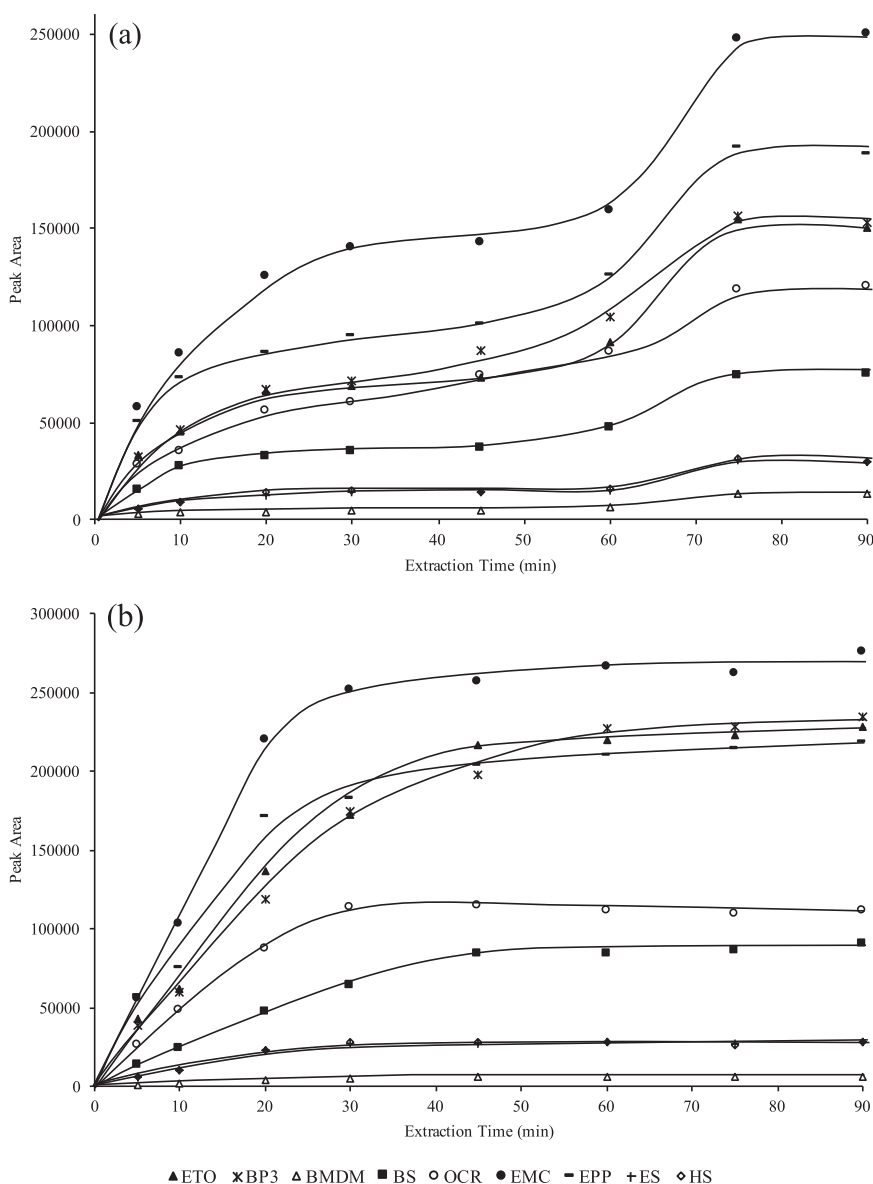 (a)
250000
200000
150000
100000
50000
0
Peak Area
0 10 20 30 40 50 60 70 80 90
Extraction Time (min)
(b)
300000
250000
200000
150000
100000
50000
0
Peak Area
0 10 20 30 40 50 60 70 80 90
Extraction Time (min)
ETO BP3 BMDM BS OCR EMC EPP ES HS